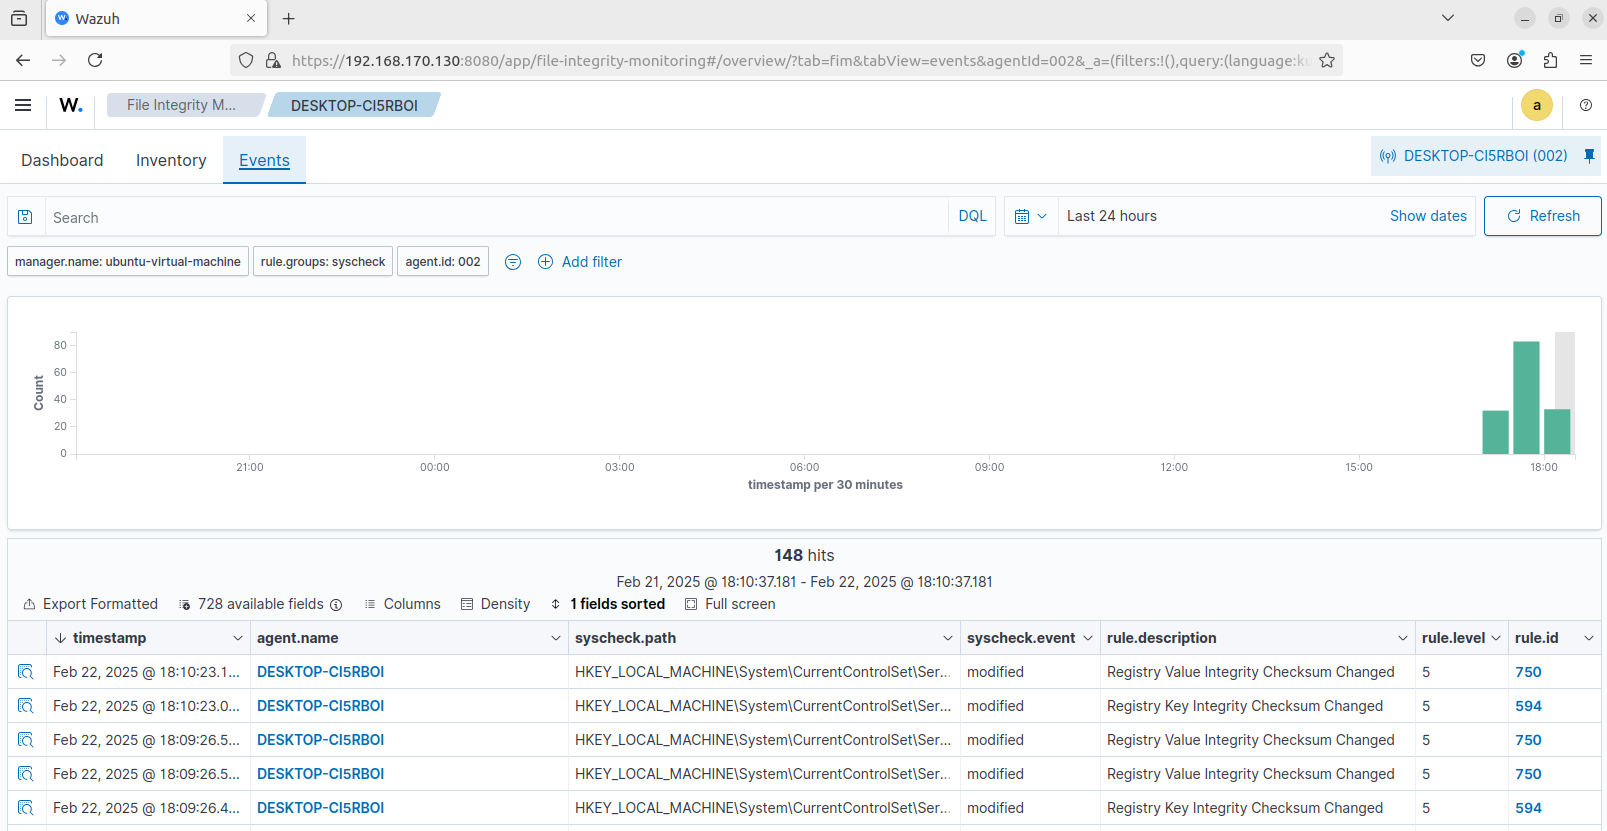 Wazuh
https://192.168.170.130:8080/app/file-integrity-monitoring#/overview/?tab=fim&tabView=events&agentId=002&_a=(filters:!(),query:(language:ku
W. File Integrity M... DESKTOP-CI5RBOI a
Dashboard Inventory Events DESKTOP-CI5RBOI (002)
Search DQL Last 24 hours Show dates Refresh
manager.name: ubuntu-virtual-machine rule.groups: syscheck agent.id: 002 Add filter
80
60
40
20
0
Count
21:00 00:00 03:00 06:00 09:00 12:00 15:00 18:00
timestamp per 30 minutes
148 hits
Feb 21, 2025 @ 18:10:37.181 - Feb 22, 2025 @ 18:10:37.181
Export Formatted 728 available fields Columns Density 1 fields sorted Full screen
timestamp agent.name syscheck.path syscheck.event rule.description rule.level rule.id
Feb 22, 2025 @ 18:10:23.1... DESKTOP-CI5RBOI HKEY_LOCAL_MACHINE\System\CurrentControlSet\Ser... modified Registry Value Integrity Checksum Changed 5 750
Feb 22, 2025 @ 18:10:23.0... DESKTOP-CI5RBOI HKEY_LOCAL_MACHINE\System\CurrentControlSet\Ser... modified Registry Key Integrity Checksum Changed 5 594
Feb 22, 2025 @ 18:09:26.5... DESKTOP-CI5RBOI HKEY_LOCAL_MACHINE\System\CurrentControlSet\Ser... modified Registry Value Integrity Checksum Changed 5 750
Feb 22, 2025 @ 18:09:26.5... DESKTOP-CI5RBOI HKEY_LOCAL_MACHINE\System\CurrentControlSet\Ser... modified Registry Value Integrity Checksum Changed 5 750
Feb 22, 2025 @ 18:09:26.4... DESKTOP-CI5RBOI HKEY_LOCAL_MACHINE\System\CurrentControlSet\Ser... modified Registry Key Integrity Checksum Changed 5 594